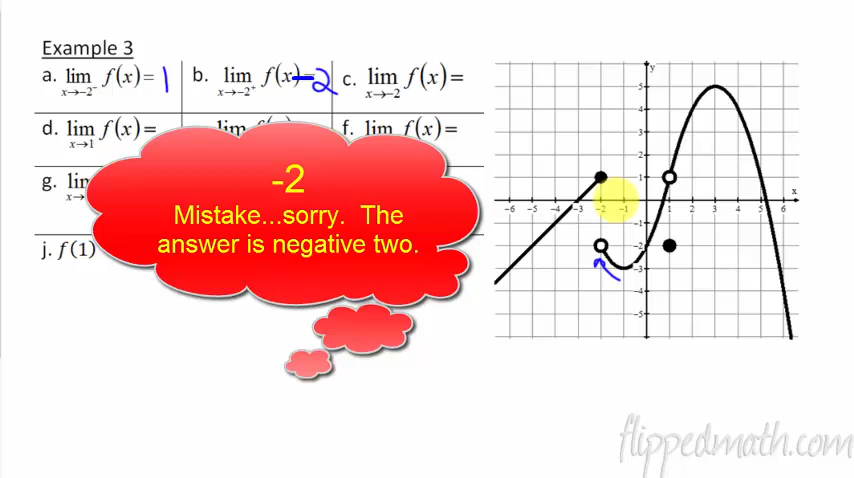 Example 3
a. lim f(x) = 1 b. lim f(x) = -2 c. lim f(x) =
x→-2⁻ x→-2⁺ x→-2
d. lim f(x) = lim f(x) f. lim f(x) =
x→1
g. lim
x→
j. f(1)
-2
Mistake...sorry. The
answer is negative two.
y
5
4
3
2
1
x
-6 -5 -4 -3 -2 -1 1 2 3 4 5 6
-1
-2
-3
-4
-5
flippedmath.com